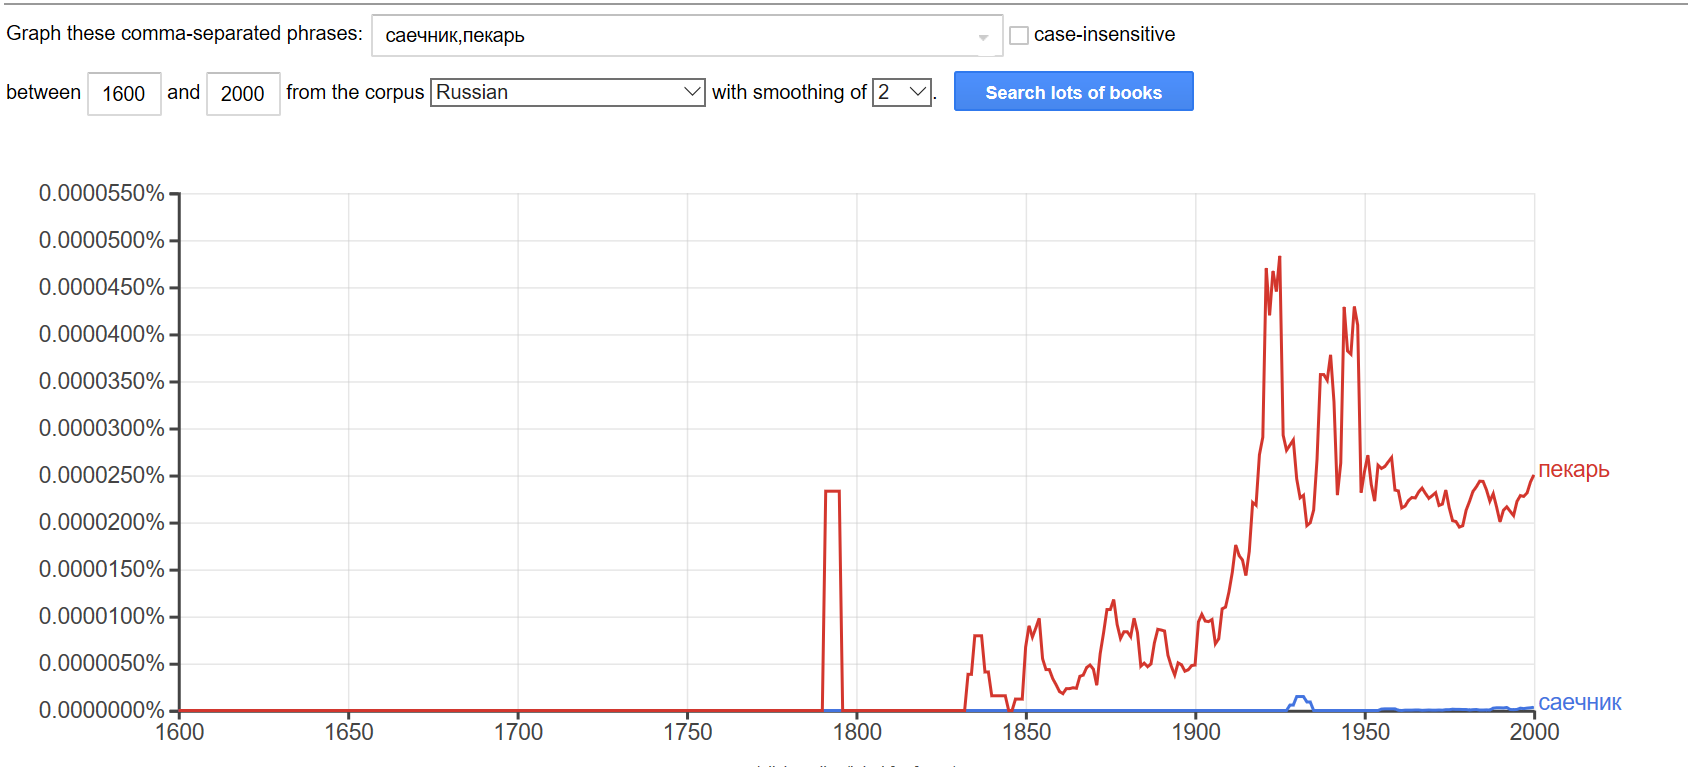 Graph these comma-separated phrases: саечник,пекарь case-insensitive
between 1600 and 2000 from the corpus Russian with smoothing of 2 . Search lots of books
0.0000550%
0.0000500%
0.0000450%
0.0000400%
0.0000350%
0.0000300%
0.0000250%
пекарь
0.0000200%
0.0000150%
0.0000100%
0.0000050%
0.0000000%
саечник
1600 1650 1700 1750 1800 1850 1900 1950 2000